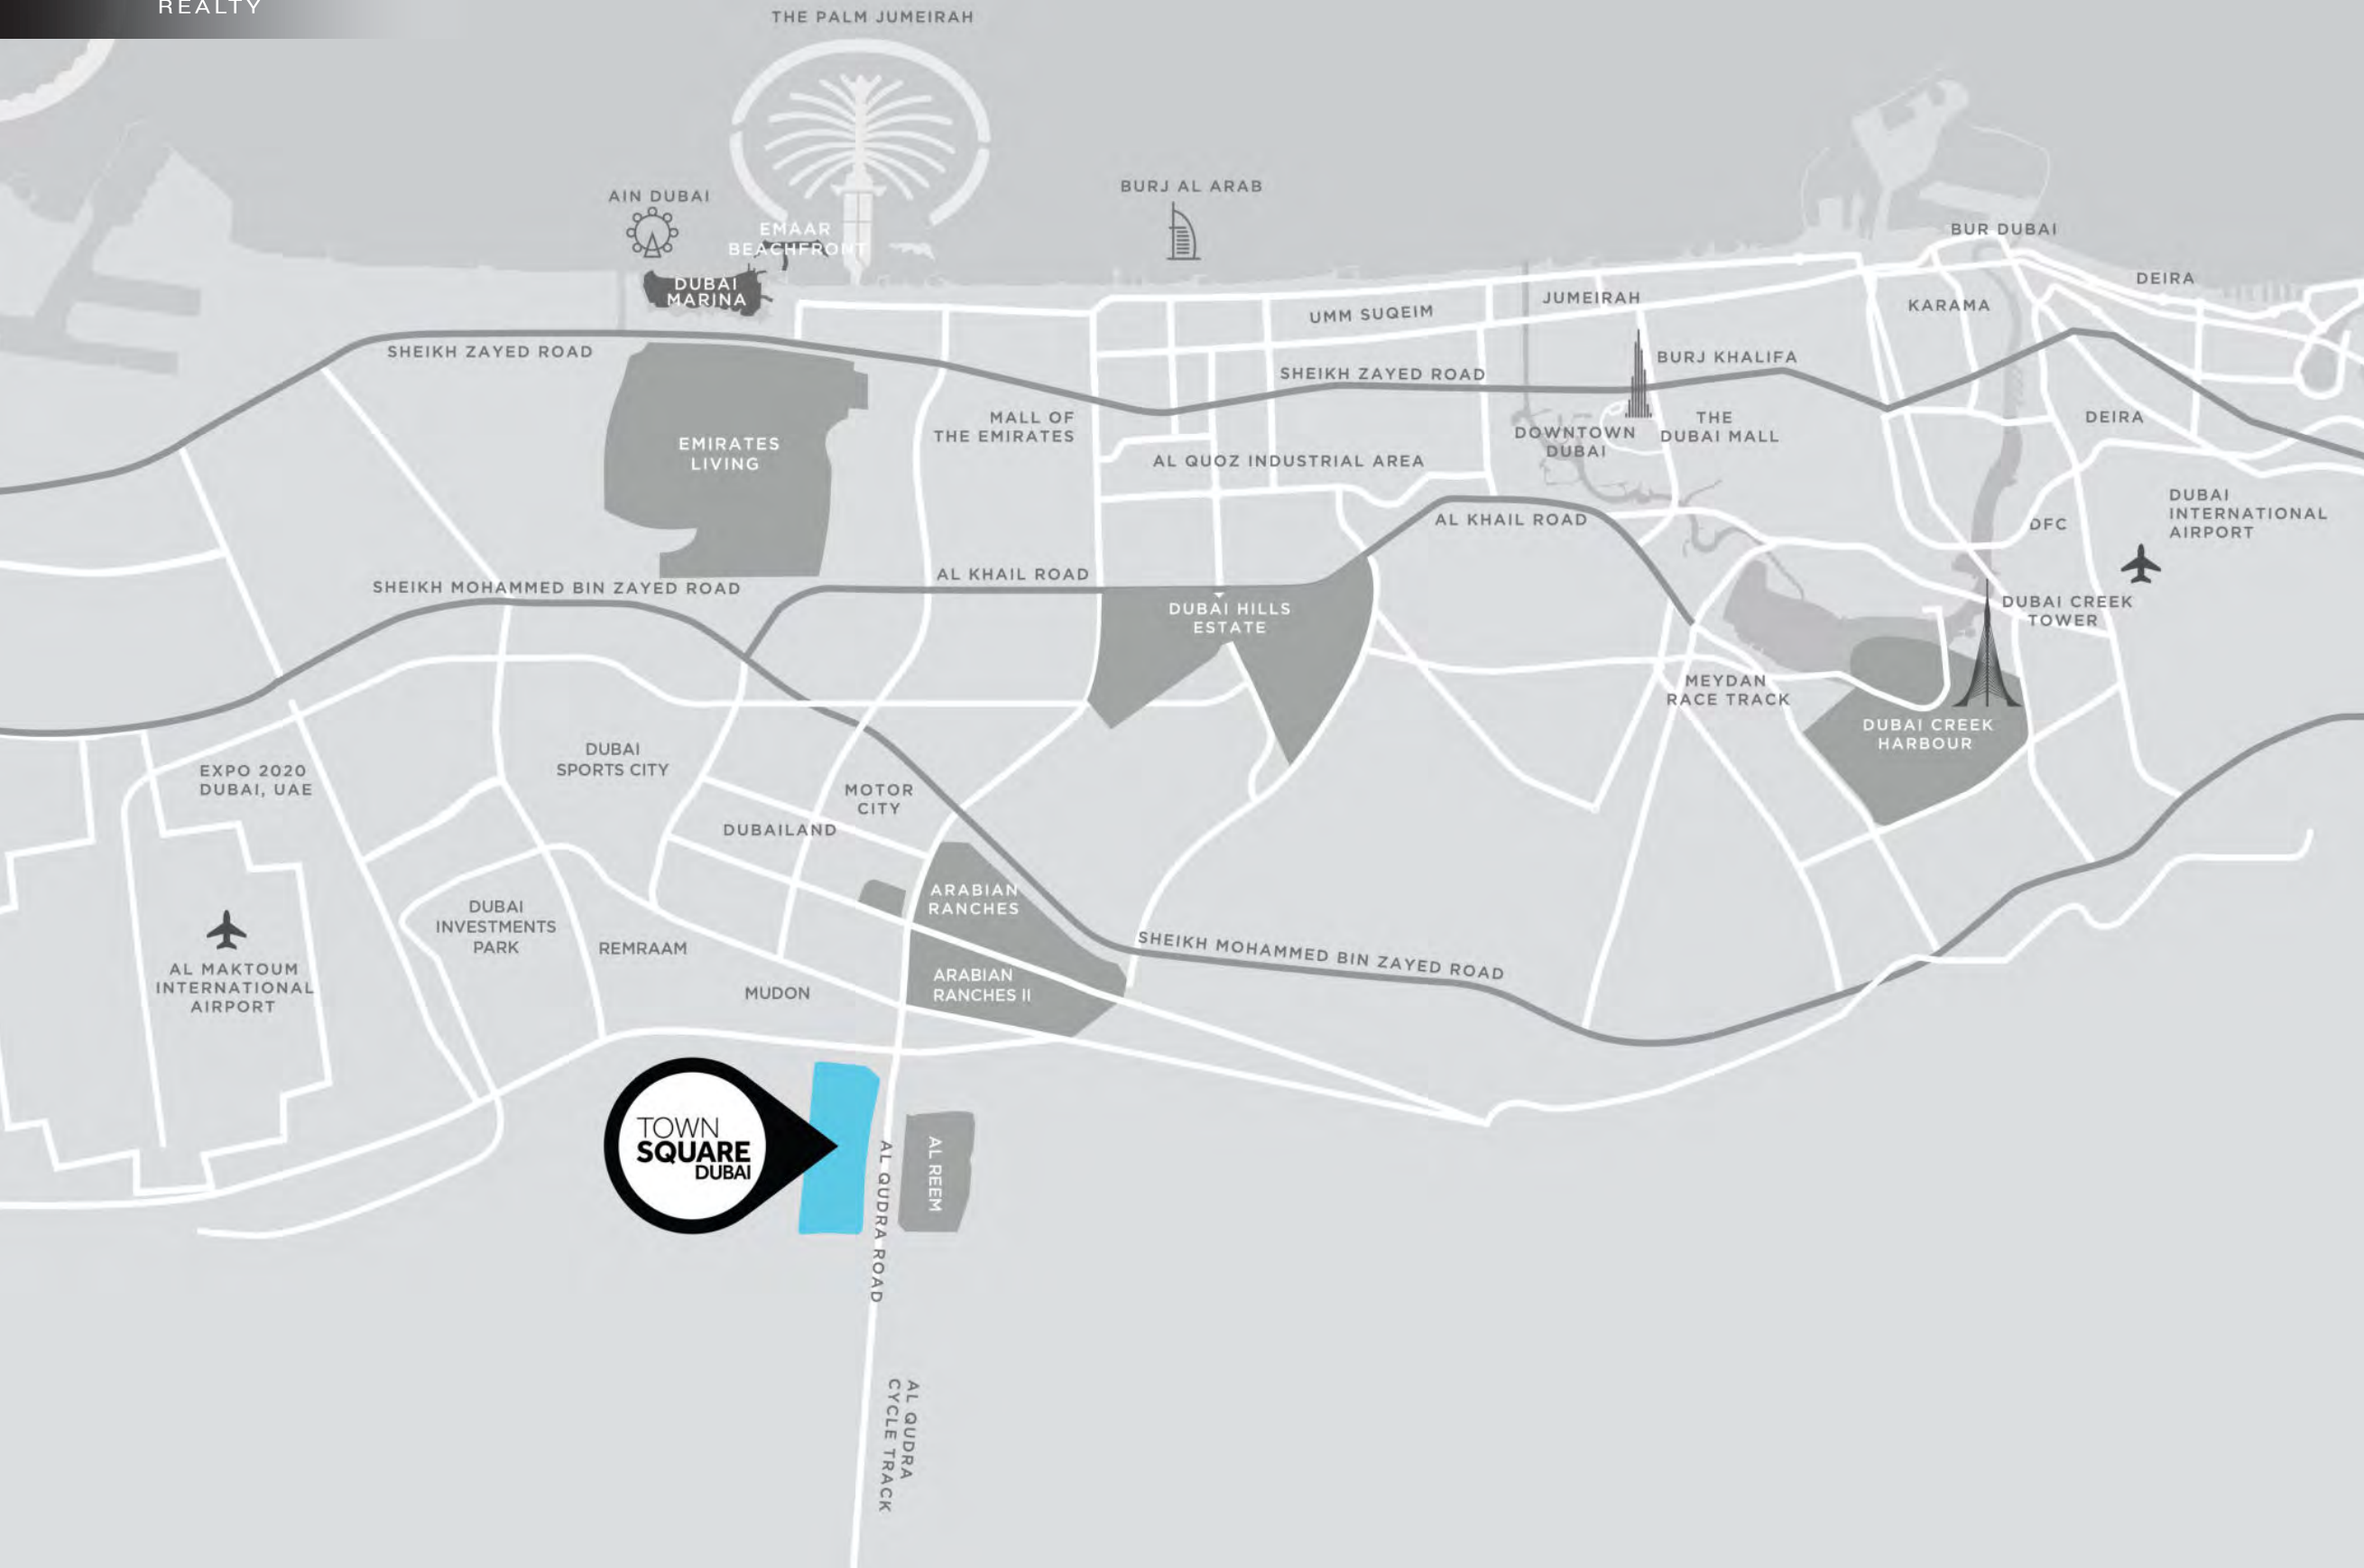 REALTY
THE PALM JUMEIRAH
AIN DUBAI
BURJ AL ARAB
EMAAR
BEACHFRONT
BUR DUBAI
DUBAI
MARINA
DEIRA
JUMEIRAH
KARAMA
UMM SUQEIM
SHEIKH ZAYED ROAD
BURJ KHALIFA
SHEIKH ZAYED ROAD
MALL OF
THE EMIRATES
THE
DUBAI MALL
DEIRA
DOWNTOWN
DUBAI
EMIRATES
LIVING
AL QUOZ INDUSTRIAL AREA
DUBAI
INTERNATIONAL
AIRPORT
AL KHAIL ROAD
DFC
AL KHAIL ROAD
SHEIKH MOHAMMED BIN ZAYED ROAD
DUBAI HILLS
ESTATE
DUBAI CREEK
TOWER
MEYDAN
RACE TRACK
DUBAI CREEK
HARBOUR
DUBAI
SPORTS CITY
EXPO 2020
DUBAI, UAE
MOTOR
CITY
DUBAILAND
ARABIAN
RANCHES
DUBAI
INVESTMENTS
PARK
REMRAAM
SHEIKH MOHAMMED BIN ZAYED ROAD
AL MAKTOUM
INTERNATIONAL
AIRPORT
ARABIAN
RANCHES II
MUDON
TOWN
SQUARE
DUBAI
AL QUDRA ROAD
AL REEM
AL QUDRA
CYCLE TRACK